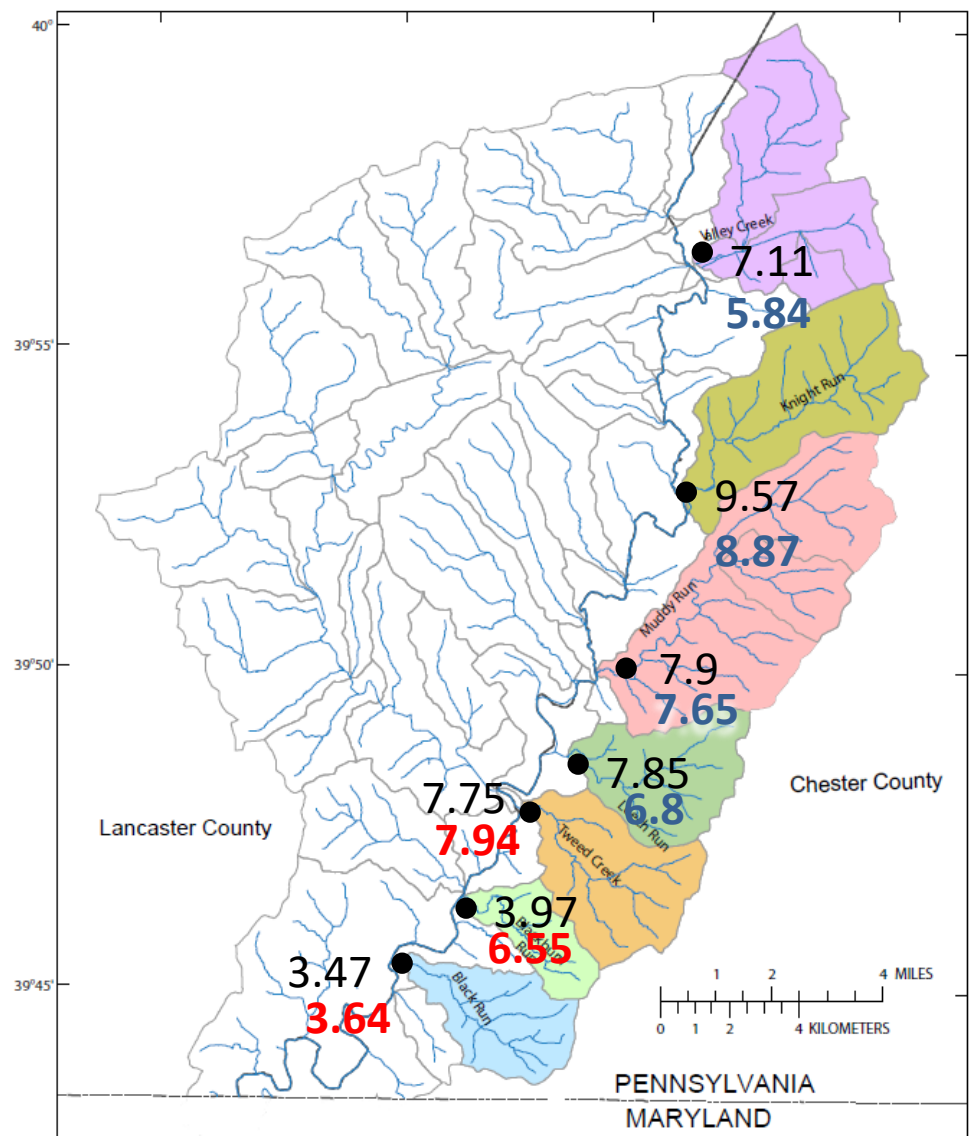 40°
Valley Creek
7.11
5.84
39°55'
Knight Run
9.57
8.87
Muddy Run
39°50'
7.9
7.65
7.85
6.8
Run
Chester County
7.75
7.94
Lancaster County
Tweed Creek
3.97
6.55
Run
3.47
3.64
Black Run
39°45'
1 2 4 MILES
0 1 2 4 KILOMETERS
PENNSYLVANIA
MARYLAND